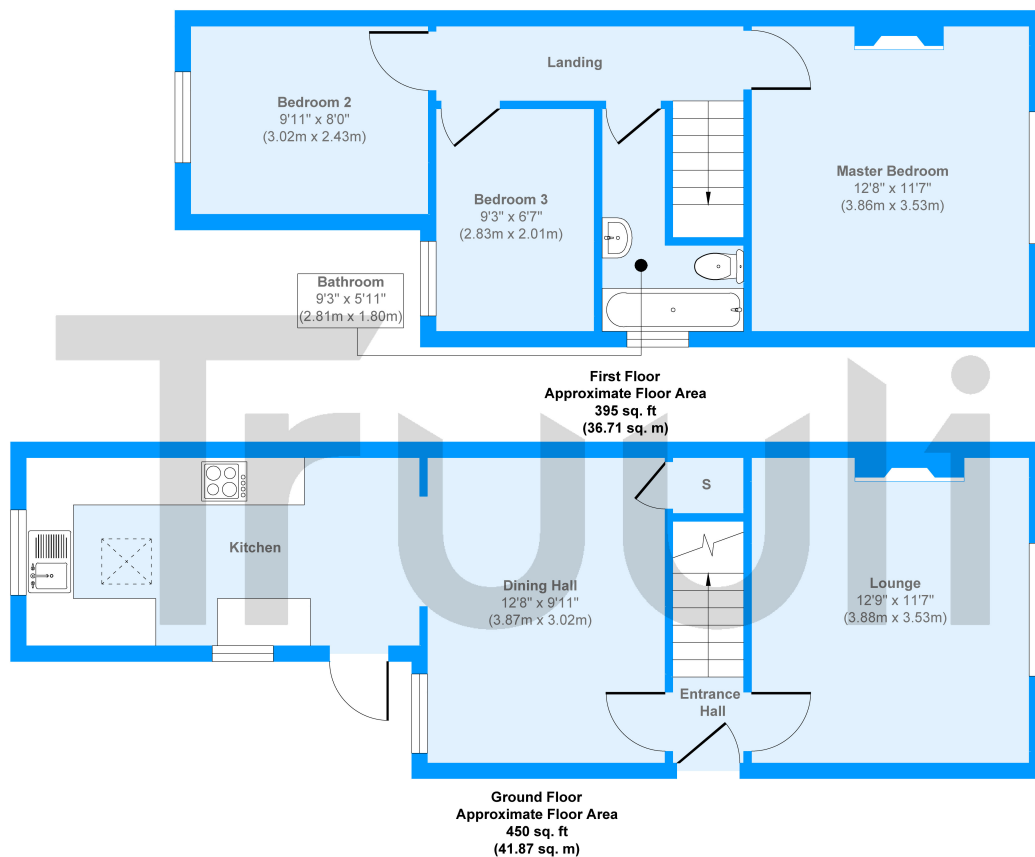 Landing
Bedroom 2
9'11" x 8'0"
(3.02m x 2.43m)
Master Bedroom
12'8" x 11'7"
(3.86m x 3.53m)
Bedroom 3
9'3" x 6'7"
(2.83m x 2.01m)
Bathroom
9'3" x 5'11"
(2.81m x 1.80m)
First Floor
Approximate Floor Area
395 sq. ft
(36.71 sq. m)
Truuli
S
Kitchen
Dining Hall
12'8" x 9'11"
(3.87m x 3.02m)
Lounge
12'9" x 11'7"
(3.88m x 3.53m)
Entrance
Hall
Ground Floor
Approximate Floor Area
450 sq. ft
(41.87 sq. m)